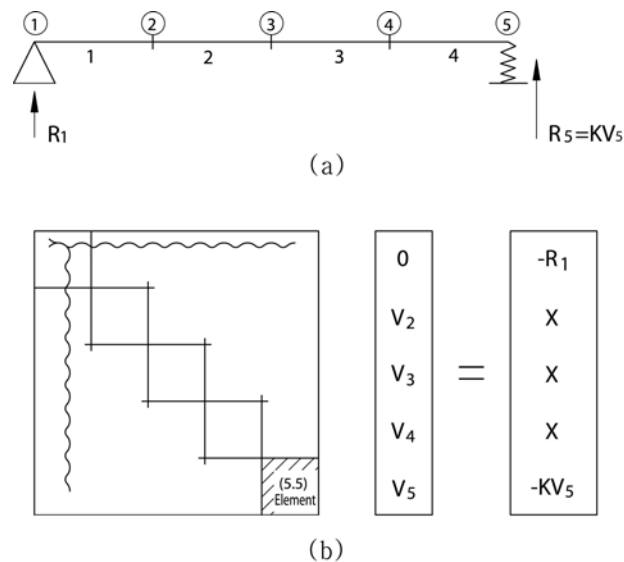 ① ② ③ ④ ⑤
1 2 3 4
R1 R5=KV5
(a)
0 -R1
V2 X
V3 = X
V4 X
(5.5) V5 -KV5
Element
(b)